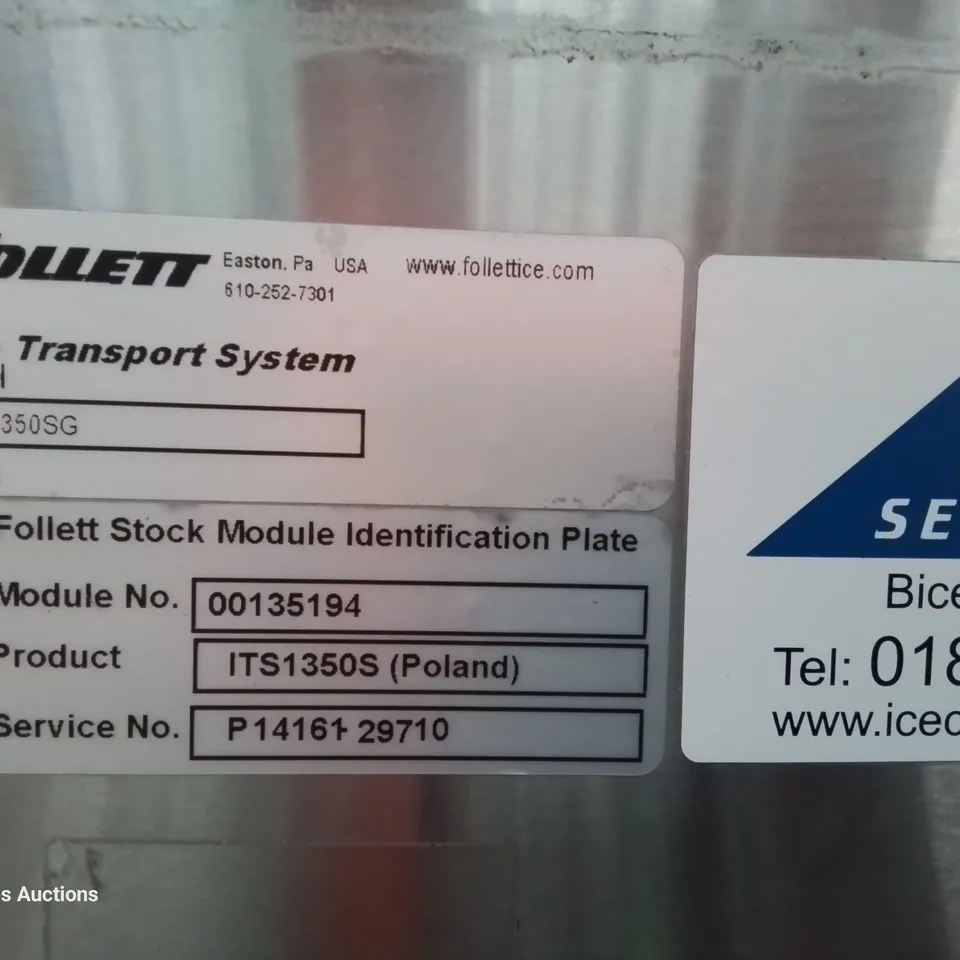 OLLETT Easton, Pa USA www.follettice.com
610-252-7301
Transport System
350SG
Follett Stock Module Identification Plate
Module No. 00135194
Product ITS1350S (Poland)
Service No. P14161-29710
SE
Bice
Tel: 018
www.icec
s Auctions